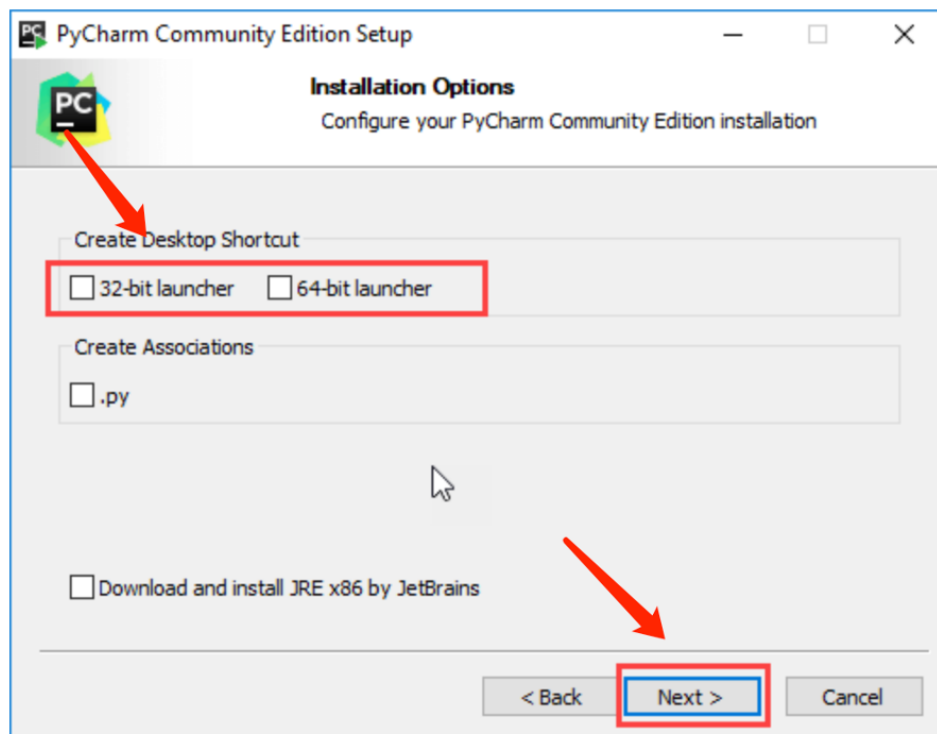 PyCharm Community Edition Setup
PC
Installation Options
Configure your PyCharm Community Edition installation
Create Desktop Shortcut
32-bit launcher 64-bit launcher
Create Associations
.py
Download and install JRE x86 by JetBrains
< Back Next > Cancel